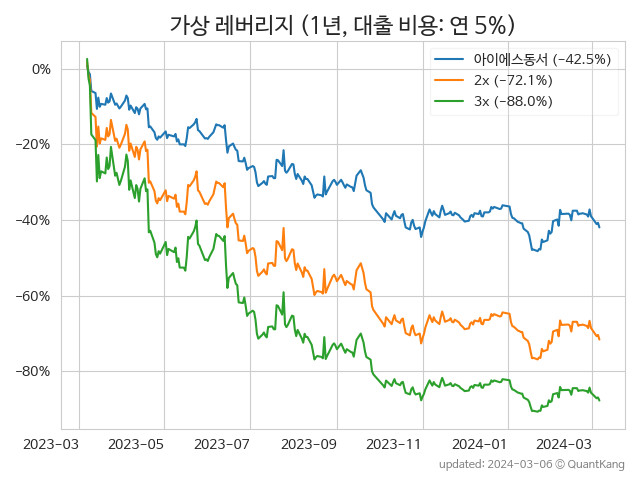 가상 레버리지 (1년, 대출 비용: 연 5%)
아이에스동서 (−42.5%)
2x (−72.1%)
3x (−88.0%)
0%
−20%
−40%
−60%
−80%
2023-03 2023-05 2023-07 2023-09 2023-11 2024-01 2024-03
updated: 2024-03-06 © QuantKang